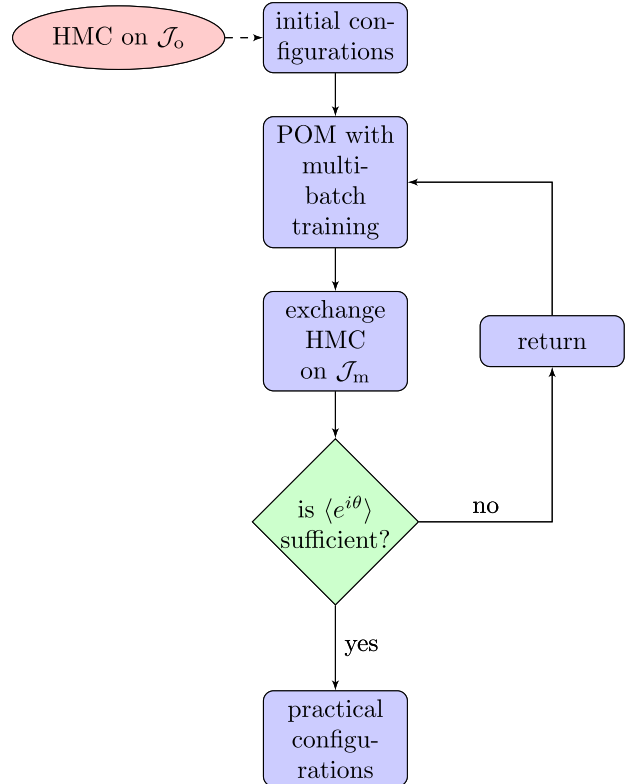 HMC on 𝒥ₒ
initial con-
figurations
POM with
multi-
batch
training
exchange
HMC
on 𝒥ₘ
return
is ⟨e^{iθ}⟩
sufficient?
no
yes
practical
configu-
rations